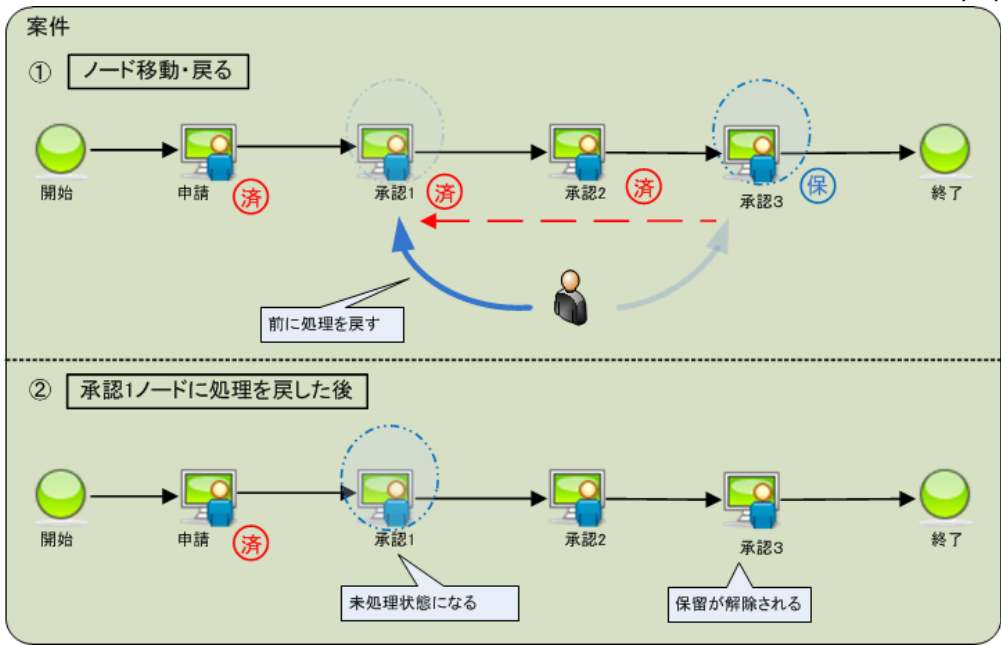 案件
① ノード移動・戻る
開始
申請
済
承認1
済
承認2
済
承認3
保
終了
前に処理を戻す
② 承認1ノードに処理を戻した後
開始
申請
済
承認1
承認2
承認3
終了
未処理状態になる
保留が解除される